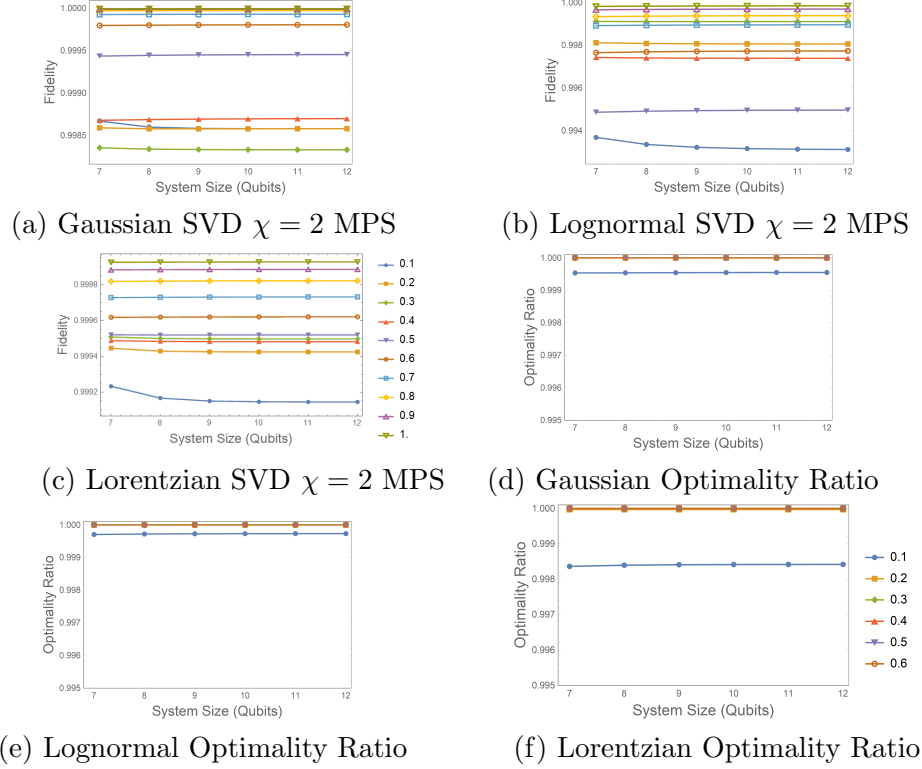 1.0000
0.9995
0.9990
0.9985
Fidelity
7 8 9 10 11 12
System Size (Qubits)
(a) Gaussian SVD χ = 2 MPS
1.000
0.998
0.996
0.994
Fidelity
7 8 9 10 11 12
System Size (Qubits)
(b) Lognormal SVD χ = 2 MPS
0.9998
0.9996
0.9994
0.9992
Fidelity
7 8 9 10 11 12
System Size (Qubits)
0.1
0.2
0.3
0.4
0.5
0.6
0.7
0.8
0.9
1.
(c) Lorentzian SVD χ = 2 MPS
1.000
0.999
0.998
0.997
0.996
0.995
Optimality Ratio
7 8 9 10 11 12
System Size (Qubits)
(d) Gaussian Optimality Ratio
1.000
0.999
0.998
0.997
0.996
0.995
Optimality Ratio
7 8 9 10 11 12
System Size (Qubits)
(e) Lognormal Optimality Ratio
1.000
0.999
0.998
0.997
0.996
0.995
Optimality Ratio
7 8 9 10 11 12
System Size (Qubits)
0.1
0.2
0.3
0.4
0.5
0.6
(f) Lorentzian Optimality Ratio